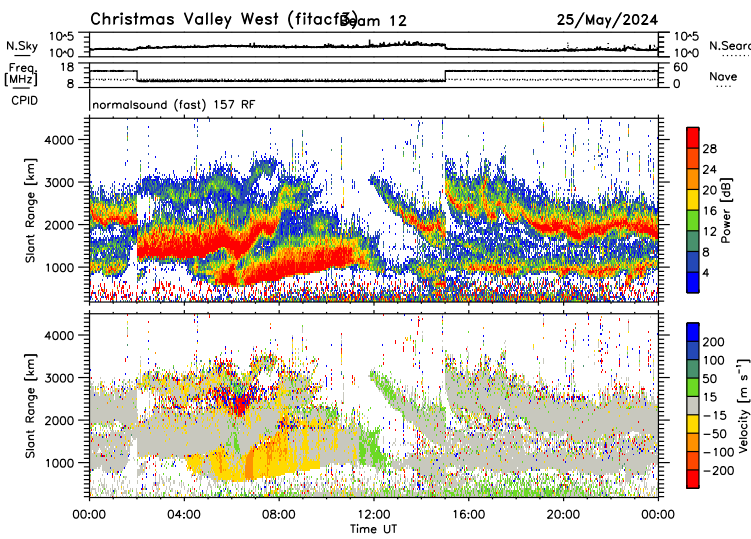 Christmas Valley West (fitacf3) Beam 12 25/May/2024
N.Sky 10^5 10^0 10^5 10^0 N.Sear
Freq. [MHz] 18 8 60 0 Nave
CPID normalsound (fast) 157 RF
Slant Range [km] 4000 3000 2000 1000
Power [dB] 28 24 20 16 12 8 4
Slant Range [km] 4000 3000 2000 1000
Velocity [m s⁻¹] 200 100 50 15 -15 -50 -100 -200
00:00 04:00 08:00 12:00 16:00 20:00 00:00
Time UT